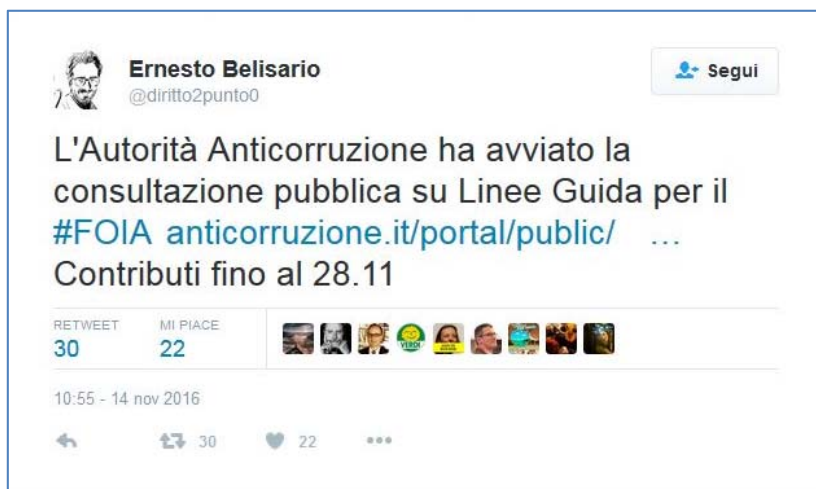 Ernesto Belisario
@diritto2punto0
Segui
L'Autorità Anticorruzione ha avviato la
consultazione pubblica su Linee Guida per il
#FOIA anticorruzione.it/portal/public/ …
Contributi fino al 28.11
RETWEET MI PIACE
30 22
VERDI
10:55 - 14 nov 2016
30 22